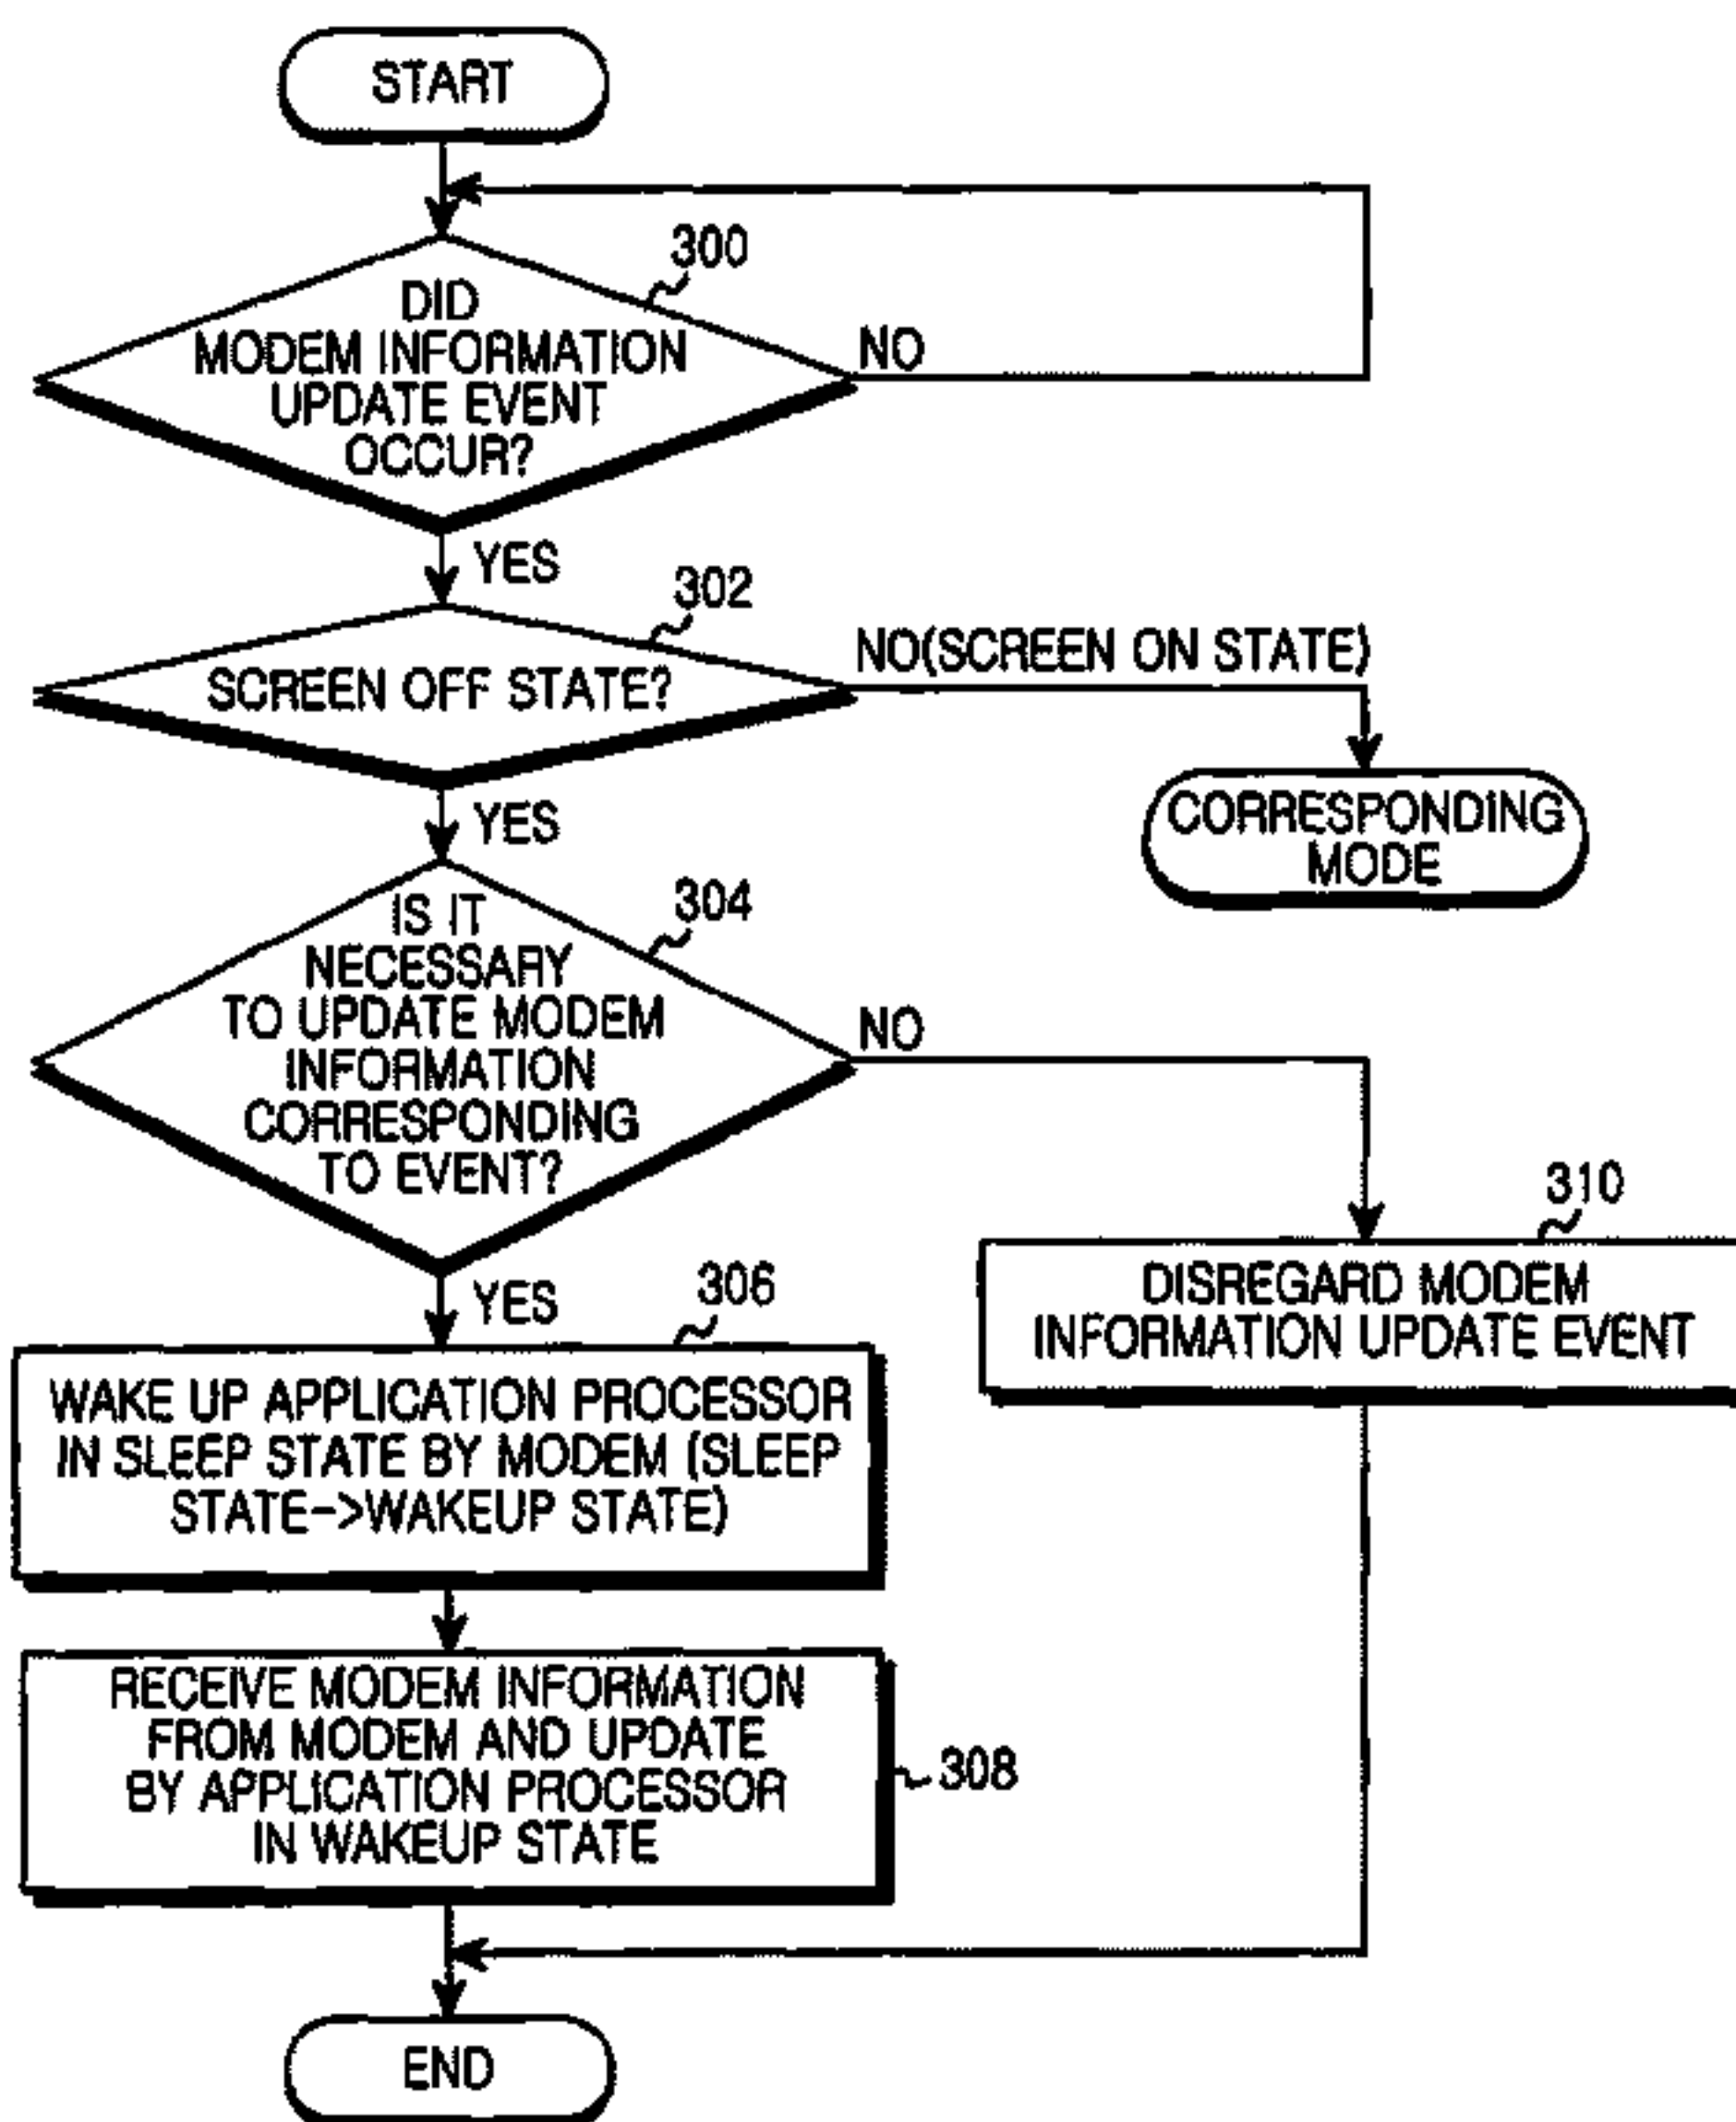 START
300
DID
MODEM INFORMATION
UPDATE EVENT
OCCUR?
NO
YES
302
SCREEN OFF STATE?
NO(SCREEN ON STATE)
CORRESPONDING
MODE
YES
304
IS IT
NECESSARY
TO UPDATE MODEM
INFORMATION
CORRESPONDING
TO EVENT?
NO
310
DISREGARD MODEM
INFORMATION UPDATE EVENT
YES
306
WAKE UP APPLICATION PROCESSOR
IN SLEEP STATE BY MODEM (SLEEP
STATE->WAKEUP STATE)
RECEIVE MODEM INFORMATION
FROM MODEM AND UPDATE
BY APPLICATION PROCESSOR
IN WAKEUP STATE
308
END